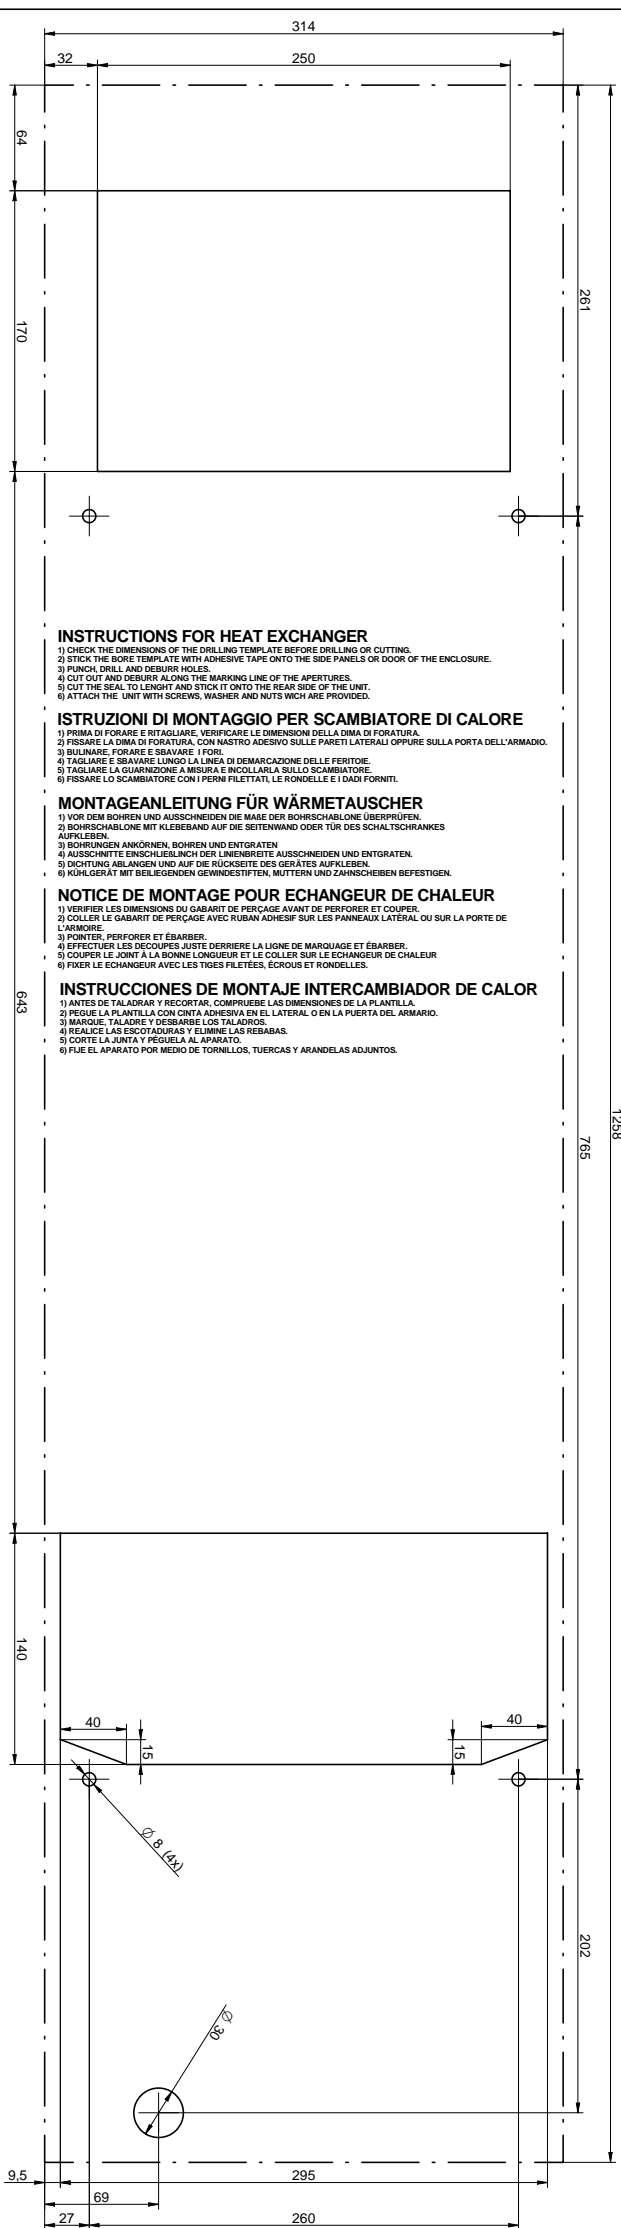 314
32
250
64
261
170
INSTRUCTIONS FOR HEAT EXCHANGER
1) CHECK THE DIMENSIONS OF THE DRILLING TEMPLATE BEFORE DRILLING OR CUTTING.
2) STICK THE BORE TEMPLATE WITH ADHESIVE TAPE ONTO THE SIDE PANELS OR DOOR OF THE ENCLOSURE.
3) PUNCH, DRILL AND DEBURR HOLES.
4) CUT OUT AND DEBURR ALONG THE MARKING LINE OF THE APERTURES.
5) CUT THE SEAL TO LENGHT AND STICK IT ONTO THE REAR SIDE OF THE UNIT.
6) ATTACH THE UNIT WITH SCREWS, WASHER AND NUTS WICH ARE PROVIDED.
ISTRUZIONI DI MONTAGGIO PER SCAMBIATORE DI CALORE
1) PRIMA DI FORARE E RITAGLIARE, VERIFICARE LE DIMENSIONI DELLA DIMA DI FORATURA.
2) FISSARE LA DIMA DI FORATURA, CON NASTRO ADESIVO SULLE PARETI LATERALI OPPURE SULLA PORTA DELL'ARMADIO.
3) BULINARE, FORARE E SBAVARE I FORI.
4) TAGLIARE E SBAVARE LUNGO LA LINEA DI DEMARCAZIONE DELLE FERITOIE.
5) TAGLIARE LA GUARNIZIONE A MISURA E INCOLLARLA SULLO SCAMBIATORE.
6) FISSARE LO SCAMBIATORE CON I PERNI FILETTATI, LE RONDELLE E I DADI FORNITI.
MONTAGEANLEITUNG FÜR WÄRMETAUSCHER
1) VOR DEM BOHREN UND AUSSCHNEIDEN DIE MAßE DER BOHRSCHABLONE ÜBERPRÜFEN.
2) BOHRSCHABLONE MIT KLEBEBAND AUF DIE SEITENWAND ODER TÜR DES SCHALTSCHRANKES
AUFKLEBEN.
3) BOHRUNGEN ANKÖRNEN, BOHREN UND ENTGRATEN
4) AUSSCHNITTE EINSCHLIEßLINCH DER LINIENBREITE AUSSCHNEIDEN UND ENTGRATEN.
5) DICHTUNG ABLANGEN UND AUF DIE RÜCKSEITE DES GERÄTES AUFKLEBEN.
6) KÜHLGERÄT MIT BEILIEGENDEN GEWINDESTIFTEN, MUTTERN UND ZAHNSCHEIBEN BEFESTIGEN.
NOTICE DE MONTAGE POUR ECHANGEUR DE CHALEUR
1) VERIFIER LES DIMENSIONS DU GABARIT DE PERÇAGE AVANT DE PERFORER ET COUPER.
2) COLLER LE GABARIT DE PERÇAGE AVEC RUBAN ADHESIF SUR LES PANNEAUX LATÉRAL OU SUR LA PORTE DE
L'ARMOIRE.
3) POINTER, PERFORER ET ÉBARBER.
4) EFFECTUER LES DECOUPES JUSTE DERRIERE LA LIGNE DE MARQUAGE ET ÉBARBER.
5) COUPER LE JOINT À LA BONNE LONGUEUR ET LE COLLER SUR LE ECHANGEUR DE CHALEUR
6) FIXER LE ECHANGEUR AVEC LES TIGES FILETÉES, ÉCROUS ET RONDELLES.
INSTRUCCIONES DE MONTAJE INTERCAMBIADOR DE CALOR
1) ANTES DE TALADRAR Y RECORTAR, COMPRUEBE LAS DIMENSIONES DE LA PLANTILLA.
2) PEGUE LA PLANTILLA CON CINTA ADHESIVA EN EL LATERAL O EN LA PUERTA DEL ARMARIO.
3) MARQUE, TALADRE Y DESBARBE LOS TALADROS.
4) REALICE LAS ESCOTADURAS Y ELIMINE LAS REBABAS.
5) CORTE LA JUNTA Y PÉGUELA AL APARATO.
6) FIJE EL APARATO POR MEDIO DE TORNILLOS, TUERCAS Y ARANDELAS ADJUNTOS.
643
1258
765
140
40
40
15
15
Ø 8 (4X)
202
Ø 30
9,5
295
69
27
260